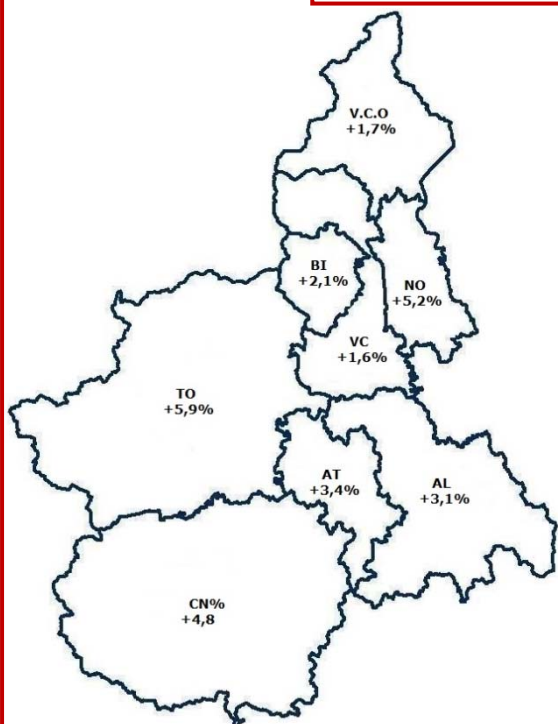 V.C.O
+1,7%
BI
+2,1%
NO
+5,2%
VC
+1,6%
TO
+5,9%
AT
+3,4%
AL
+3,1%
CN%
+4,8